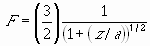 F = (3/2) 1/(1+(z/a))^{1/2}